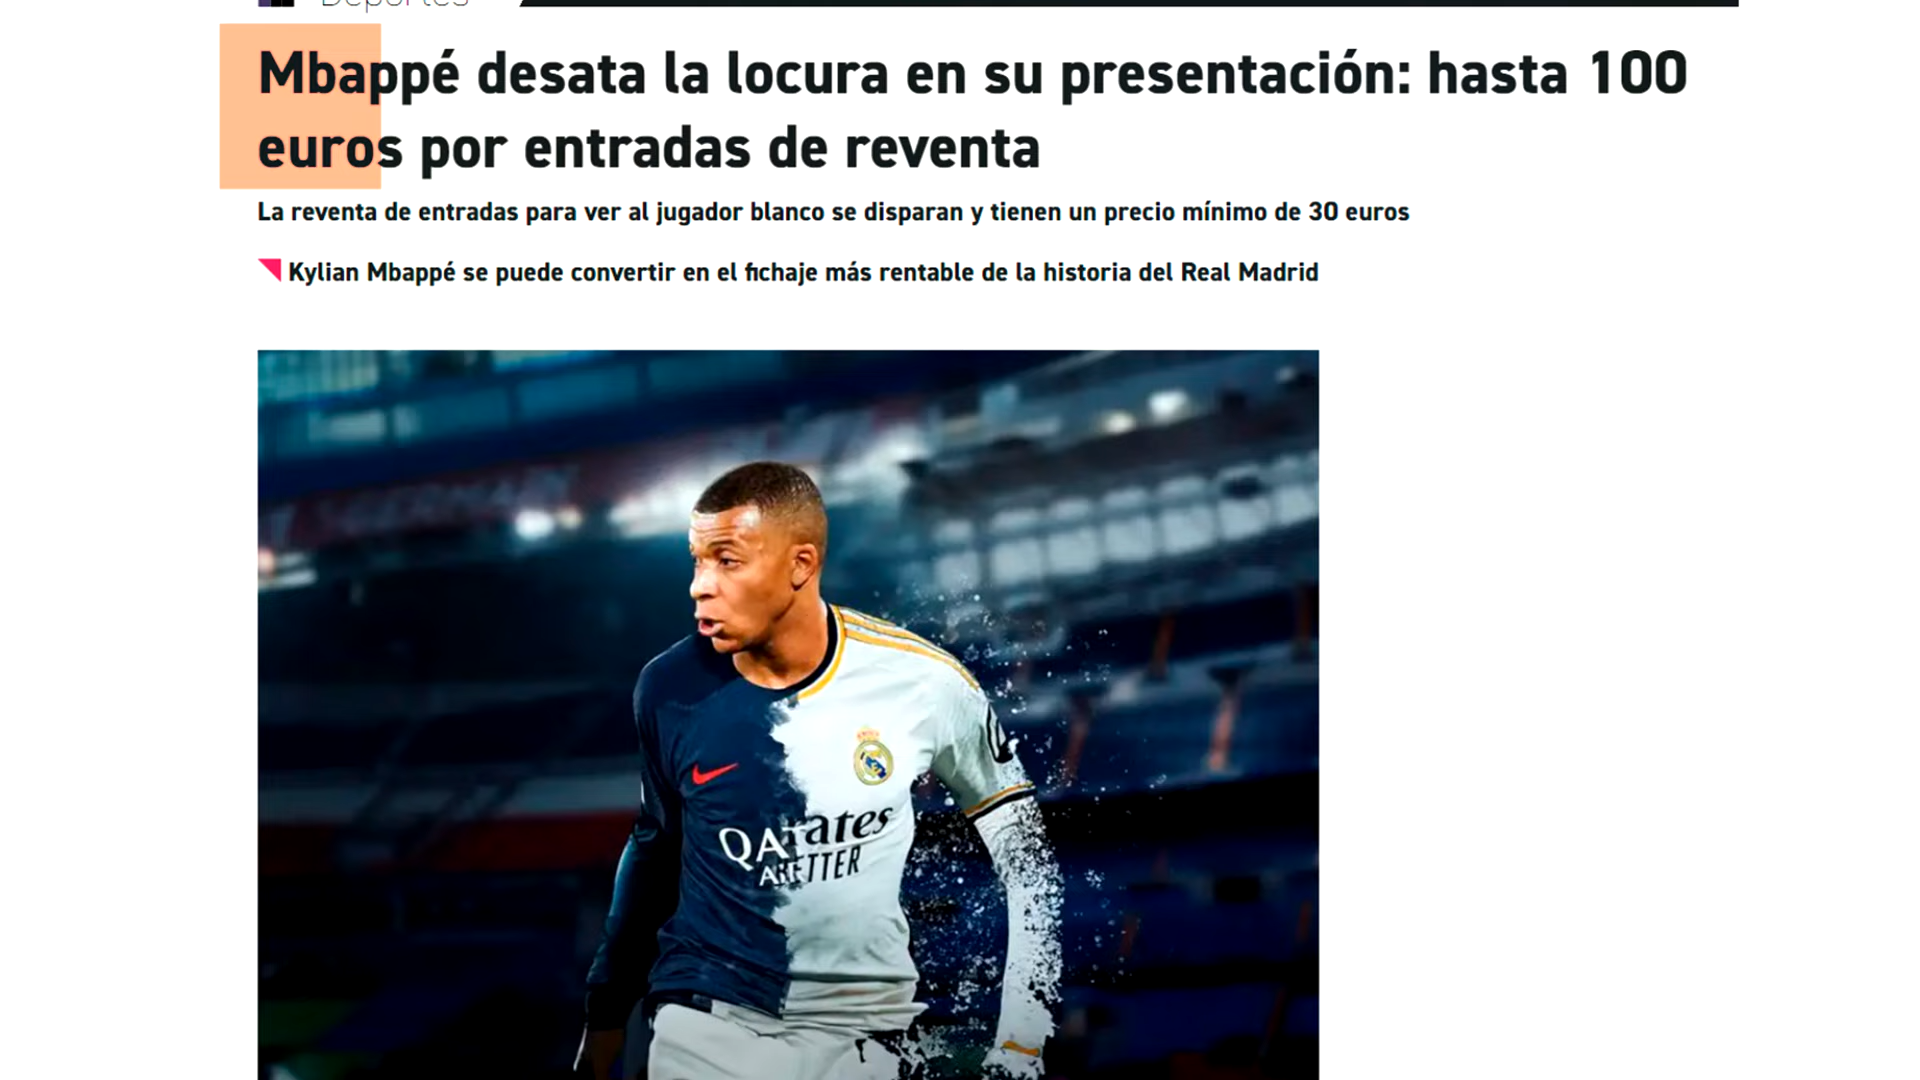 Deportes
Mbappé desata la locura en su presentación: hasta 100
euros por entradas de reventa
La reventa de entradas para ver al jugador blanco se disparan y tienen un precio mínimo de 30 euros
Kylian Mbappé se puede convertir en el fichaje más rentable de la historia del Real Madrid